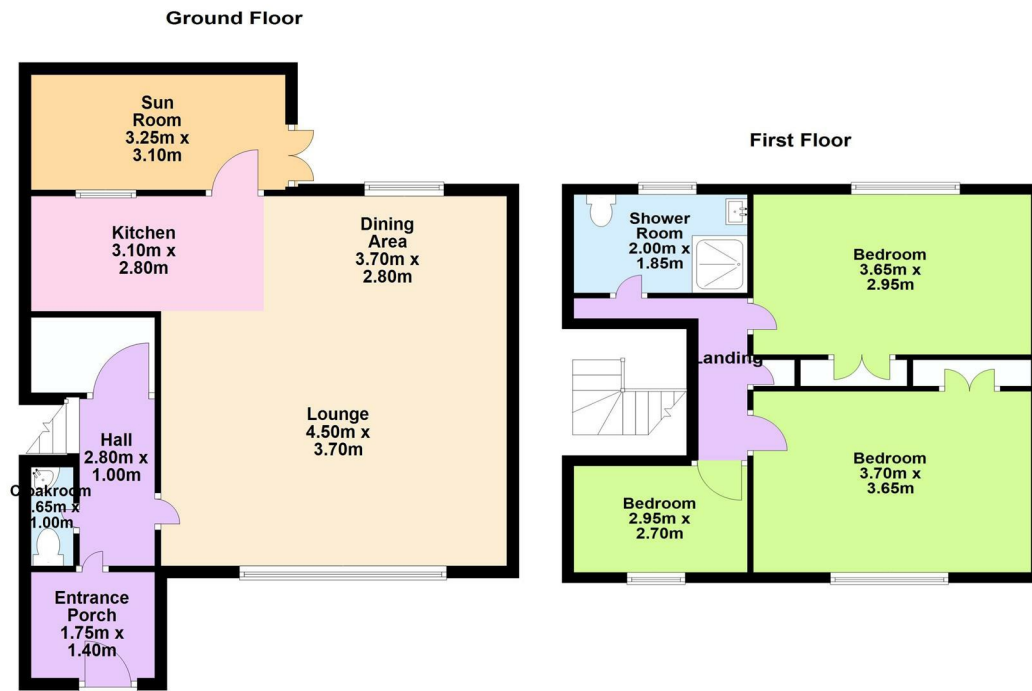 Ground Floor
Sun
Room
3.25m x
3.10m
Kitchen
3.10m x
2.80m
Dining
Area
3.70m x
2.80m
Lounge
4.50m x
3.70m
Hall
2.80m x
1.00m
Cloakroom
.65m x
1.00m
Entrance
Porch
1.75m x
1.40m
First Floor
Shower
Room
2.00m x
1.85m
Bedroom
3.65m x
2.95m
Landing
Bedroom
3.70m x
3.65m
Bedroom
2.95m x
2.70m